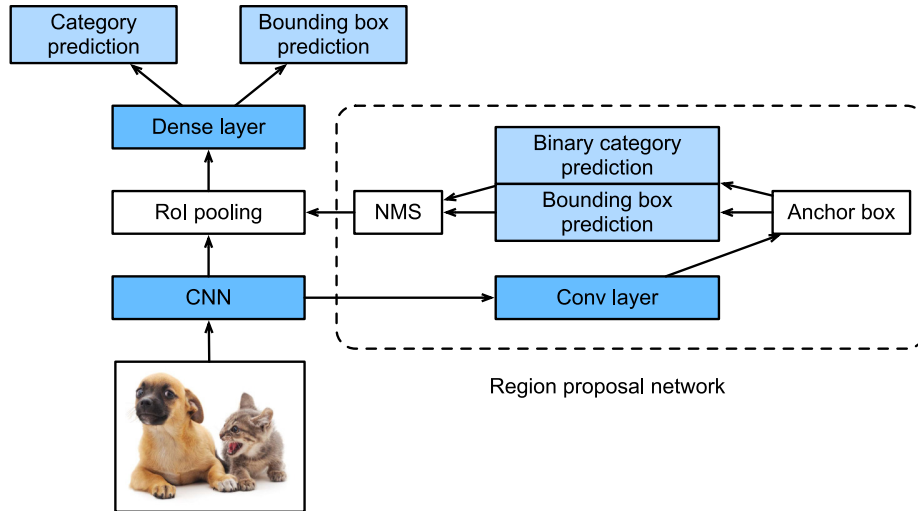 Category
prediction
Bounding box
prediction
Dense layer
Binary category
prediction
RoI pooling
NMS
Bounding box
prediction
Anchor box
CNN
Conv layer
Region proposal network